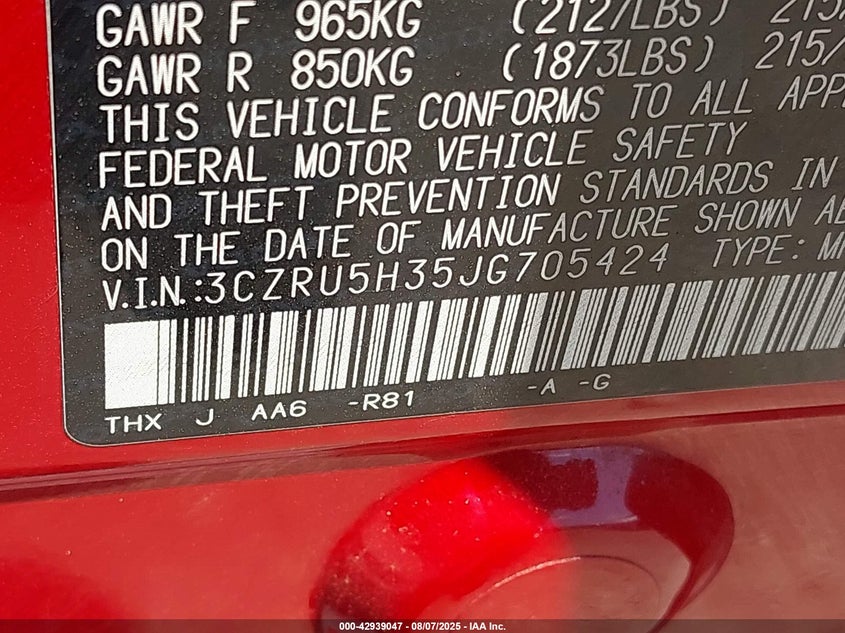 GAWR F 965KG (2127LBS) 215
GAWR R 850KG (1873LBS) 215/
THIS VEHICLE CONFORMS TO ALL
FEDERAL MOTOR VEHICLE SAFETY
AND THEFT PREVENTION STANDARDS IN
ON THE DATE OF MANUFACTURE SHOWN
V.I.N.:3CZRU5H35JG705424 TYPE:
THX J AA6 -R81 -A -G
000-42939047 - 08/07/2025 - IAA Inc.